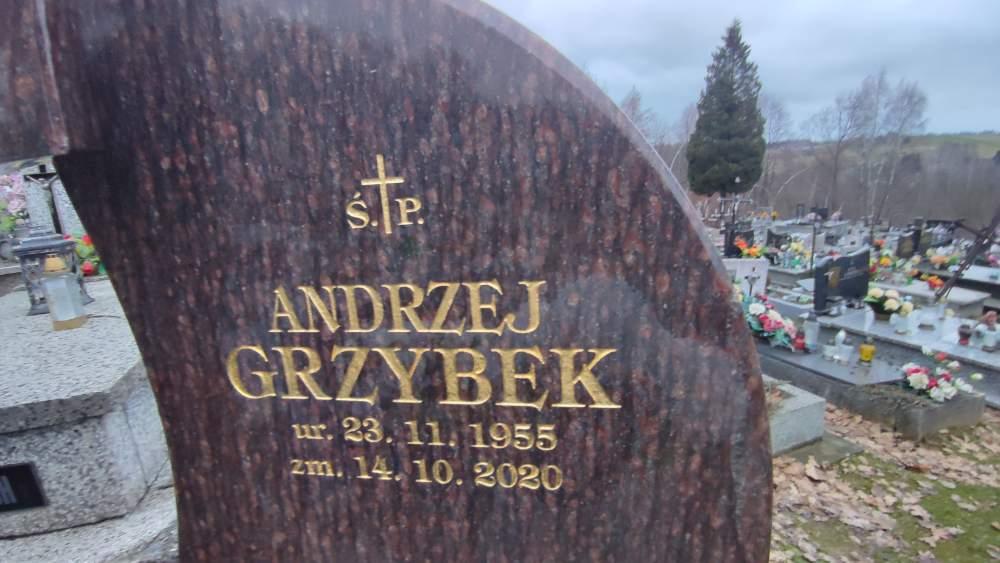 Ś. P.
ANDRZEJ
GRZYBEK
ur. 23. 11. 1955
zm. 14. 10. 2020